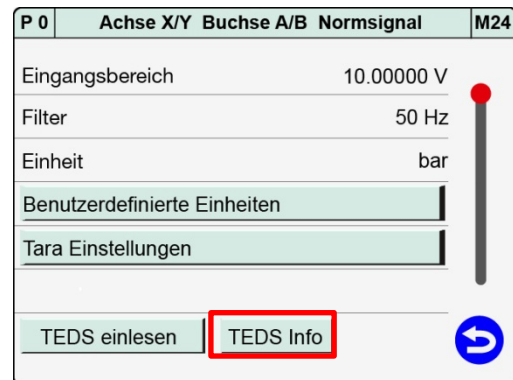 P 0 Achse X/Y Buchse A/B Normsignal M24
Eingangsbereich 10.00000 V
Filter 50 Hz
Einheit bar
Benutzerdefinierte Einheiten
Tara Einstellungen
TEDS einlesen TEDS Info